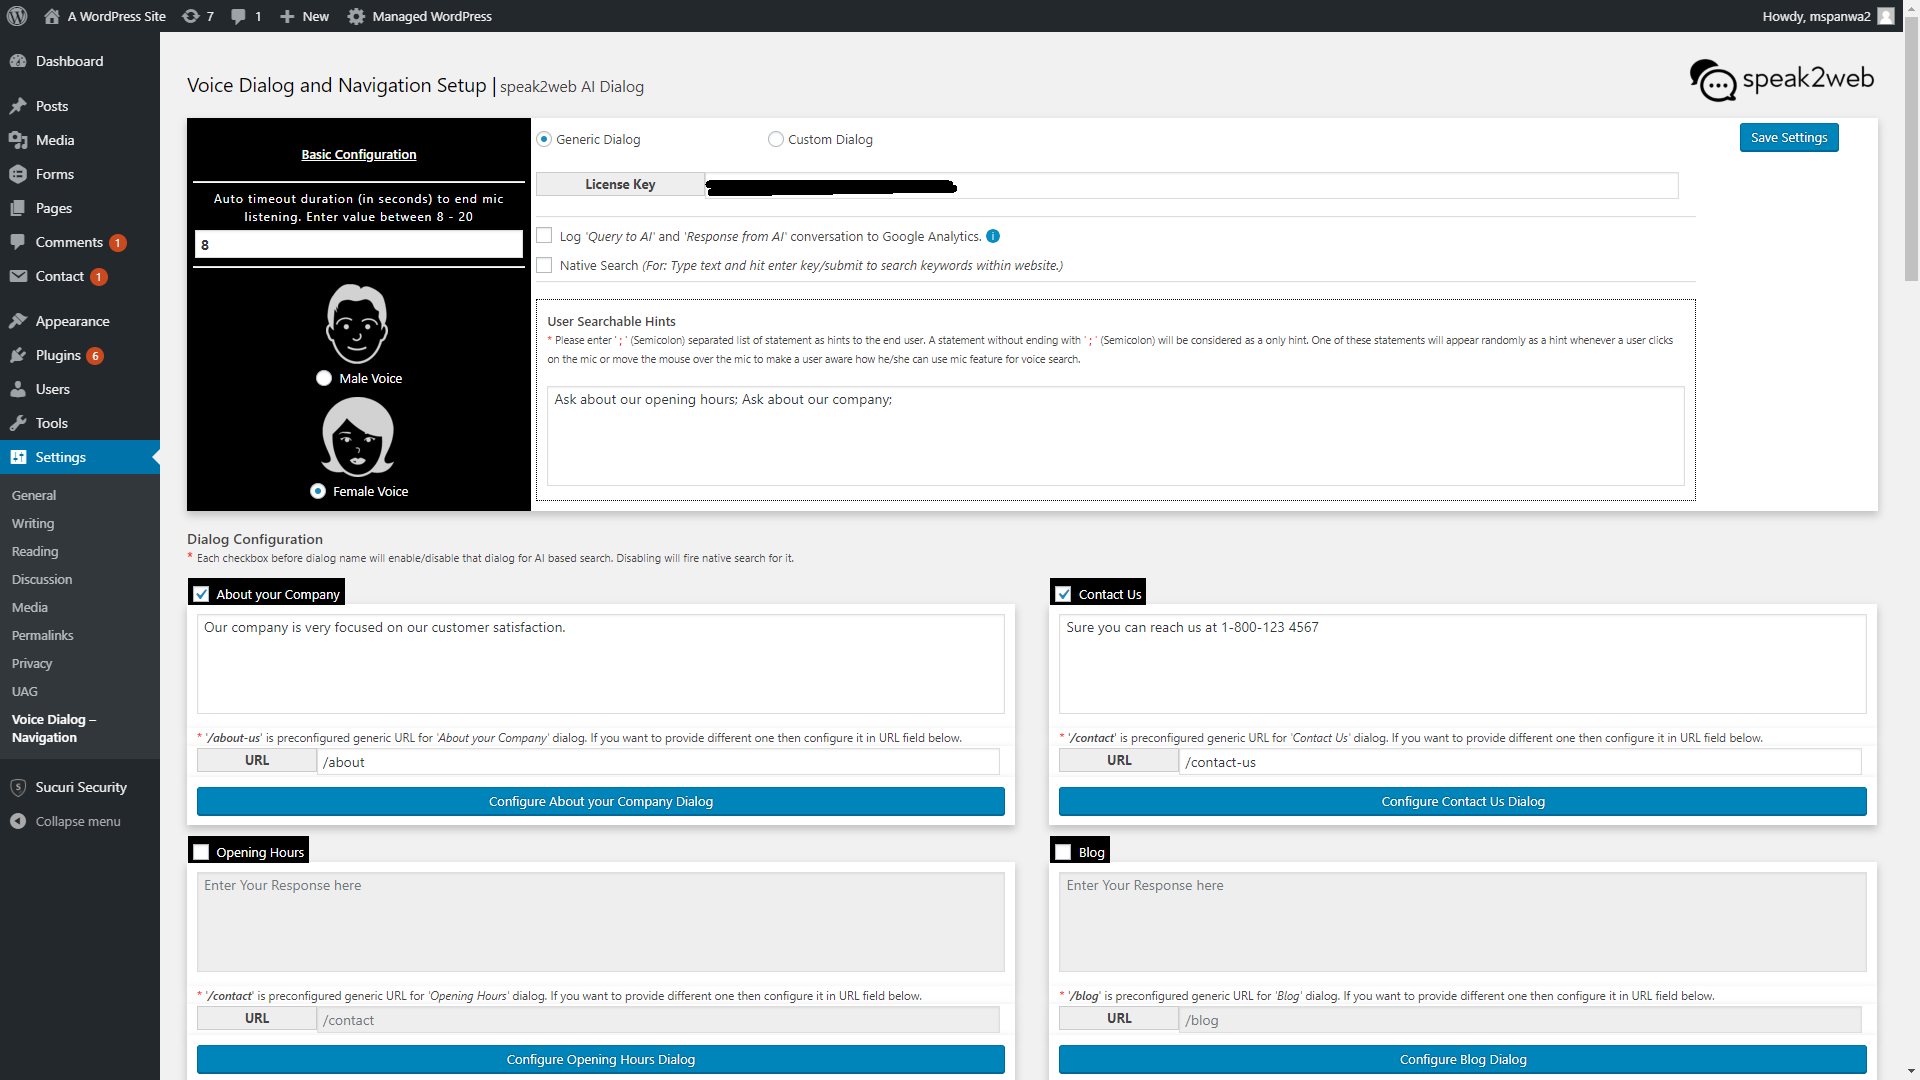 A WordPress Site 7 1 New Managed WordPress Howdy, mspanwa2
Dashboard
Posts
Media
Forms
Pages
Comments 1
Contact 1
Appearance
Plugins 6
Users
Tools
Settings
General
Writing
Reading
Discussion
Media
Permalinks
Privacy
UAG
Voice Dialog –
Navigation
Sucuri Security
Collapse menu
Voice Dialog and Navigation Setup | speak2web AI Dialog
speak2web
Basic Configuration
Auto timeout duration (in seconds) to end mic
listening. Enter value between 8 - 20
8
Male Voice
Female Voice
Generic Dialog Custom Dialog
Save Settings
License Key
Log 'Query to AI' and 'Response from AI' conversation to Google Analytics. i
Native Search (For: Type text and hit enter key/submit to search keywords within website.)
User Searchable Hints
* Please enter ' ; ' (Semicolon) separated list of statement as hints to the end user. A statement without ending with ' ; ' (Semicolon) will be considered as a only hint. One of these statements will appear randomly as a hint whenever a user clicks
on the mic or move the mouse over the mic to make a user aware how he/she can use mic feature for voice search.
Ask about our opening hours; Ask about our company;
Dialog Configuration
* Each checkbox before dialog name will enable/disable that dialog for AI based search. Disabling will fire native search for it.
About your Company
Our company is very focused on our customer satisfaction.
* '/about-us' is preconfigured generic URL for 'About your Company' dialog. If you want to provide different one then configure it in URL field below.
URL /about
Configure About your Company Dialog
Contact Us
Sure you can reach us at 1-800-123 4567
* '/contact' is preconfigured generic URL for 'Contact Us' dialog. If you want to provide different one then configure it in URL field below.
URL /contact-us
Configure Contact Us Dialog
Opening Hours
Enter Your Response here
* '/contact' is preconfigured generic URL for 'Opening Hours' dialog. If you want to provide different one then configure it in URL field below.
URL /contact
Configure Opening Hours Dialog
Blog
Enter Your Response here
* '/blog' is preconfigured generic URL for 'Blog' dialog. If you want to provide different one then configure it in URL field below.
URL /blog
Configure Blog Dialog